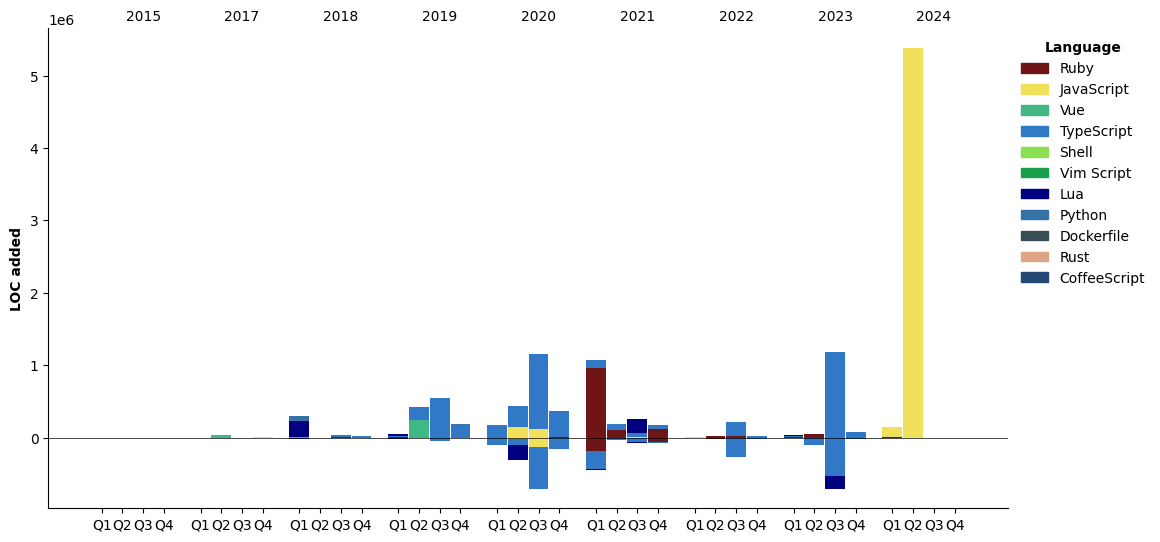 1e6
2015 2017 2018 2019 2020 2021 2022 2023 2024
Language
Ruby
JavaScript
Vue
TypeScript
Shell
Vim Script
Lua
Python
Dockerfile
Rust
CoffeeScript
LOC added
5
4
3
2
1
0
Q1 Q2 Q3 Q4 Q1 Q2 Q3 Q4 Q1 Q2 Q3 Q4 Q1 Q2 Q3 Q4 Q1 Q2 Q3 Q4 Q1 Q2 Q3 Q4 Q1 Q2 Q3 Q4 Q1 Q2 Q3 Q4 Q1 Q2 Q3 Q4